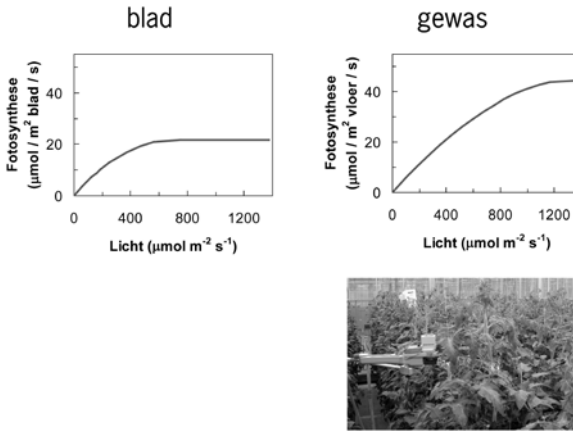 blad
Fotosynthese
(μmol / m² blad / s)
40
20
0
0 400 800 1200
Licht (μmol m⁻² s⁻¹)
gewas
Fotosynthese
(μmol / m² vloer / s)
40
20
0
0 400 800 1200
Licht (μmol m⁻² s⁻¹)